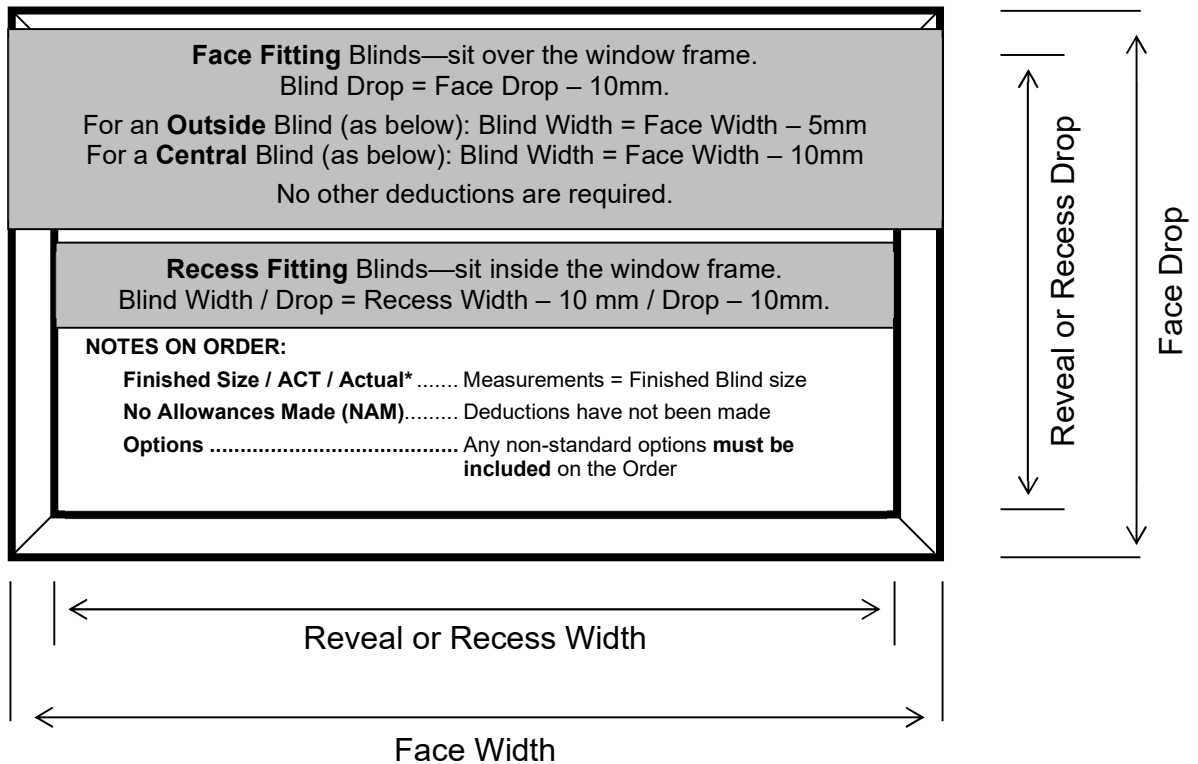 Face Fitting Blinds—sit over the window frame.
Blind Drop = Face Drop – 10mm.
For an Outside Blind (as below): Blind Width = Face Width – 5mm
For a Central Blind (as below): Blind Width = Face Width – 10mm
No other deductions are required.
Recess Fitting Blinds—sit inside the window frame.
Blind Width / Drop = Recess Width – 10 mm / Drop – 10mm.
NOTES ON ORDER:
Finished Size / ACT / Actual* ....... Measurements = Finished Blind size
No Allowances Made (NAM)......... Deductions have not been made
Options ........................................ Any non-standard options must be
included on the Order
Reveal or Recess Drop
Face Drop
Reveal or Recess Width
Face Width